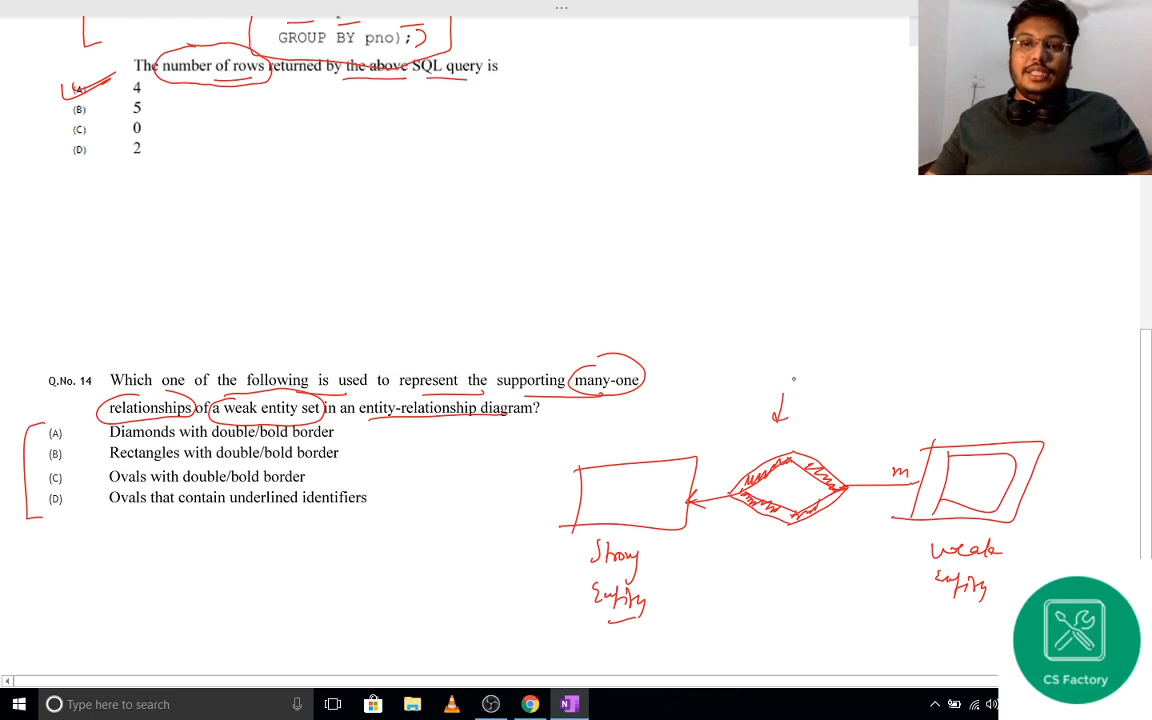 GROUP BY pno);
The number of rows returned by the above SQL query is
(A) 4
(B) 5
(C) 0
(D) 2
Q.No. 14 Which one of the following is used to represent the supporting many-one
relationships of a weak entity set in an entity-relationship diagram?
(A) Diamonds with double/bold border
(B) Rectangles with double/bold border
(C) Ovals with double/bold border
(D) Ovals that contain underlined identifiers
m
Strong
Entity
weak
Entity
CS Factory
Type here to search